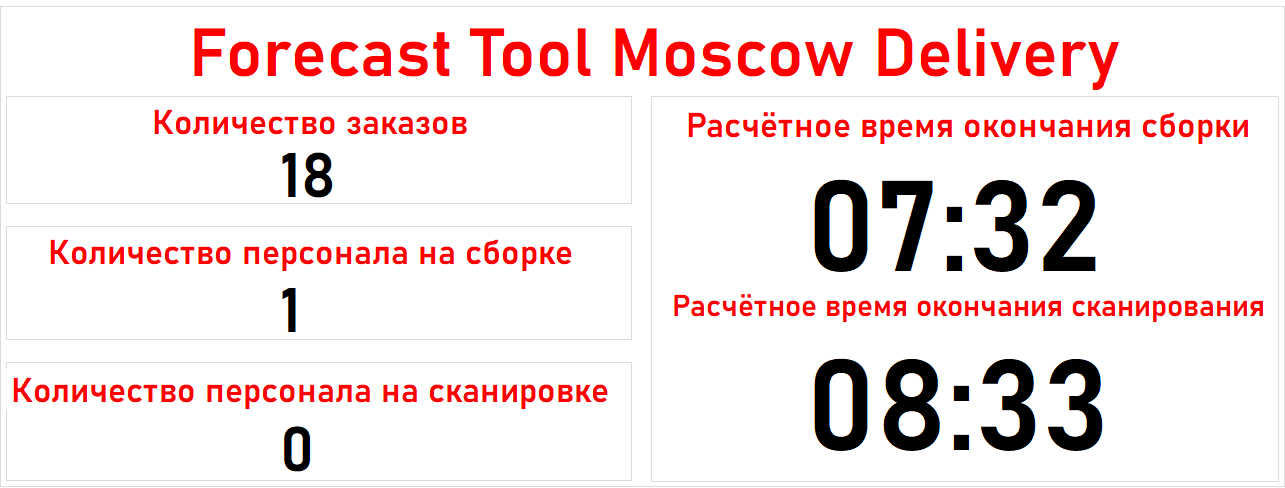 Forecast Tool Moscow Delivery
Количество заказов
18
Количество персонала на сборке
1
Количество персонала на сканировке
0
Расчётное время окончания сборки
07:32
Расчётное время окончания сканирования
08:33